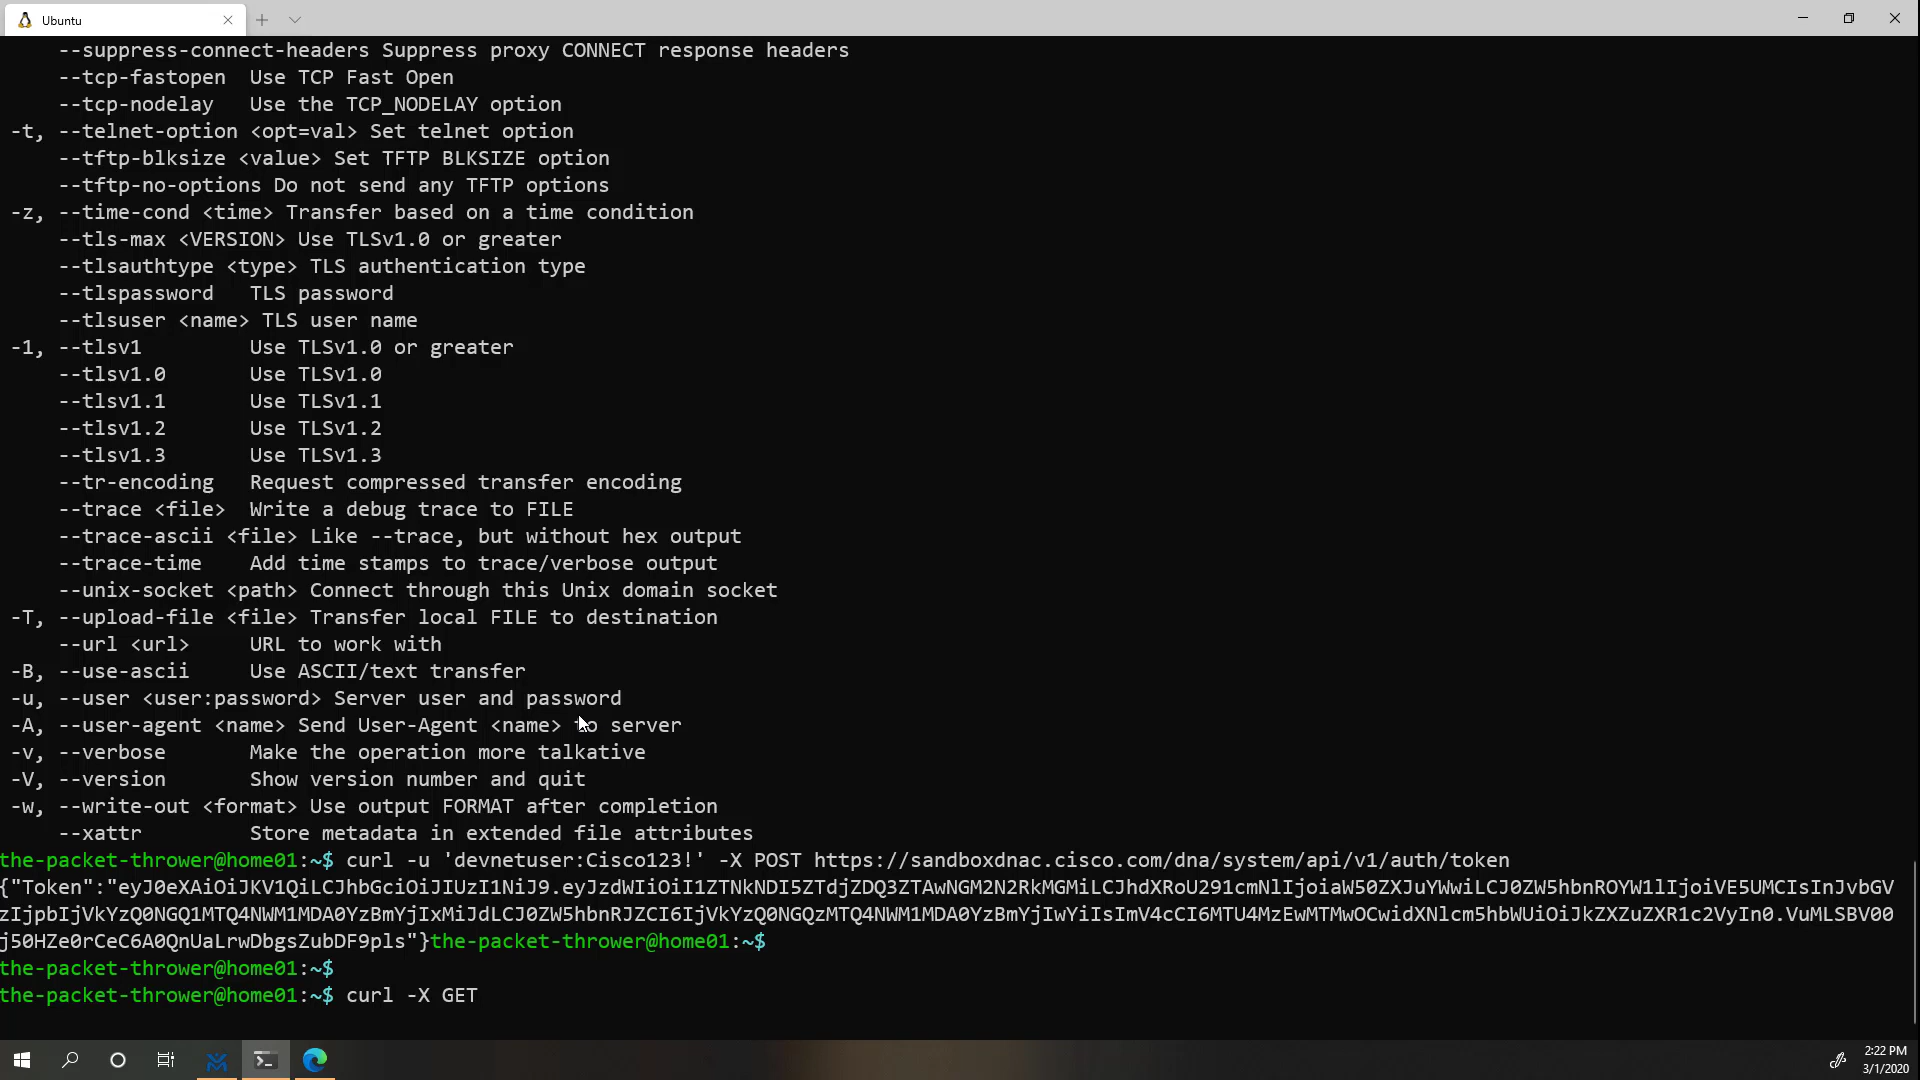 Ubuntu
--suppress-connect-headers Suppress proxy CONNECT response headers
--tcp-fastopen  Use TCP Fast Open
--tcp-nodelay   Use the TCP_NODELAY option
-t, --telnet-option <opt=val> Set telnet option
--tftp-blksize <value> Set TFTP BLKSIZE option
--tftp-no-options Do not send any TFTP options
-z, --time-cond <time> Transfer based on a time condition
--tls-max <VERSION> Use TLSv1.0 or greater
--tlsauthtype <type> TLS authentication type
--tlspassword   TLS password
--tlsuser <name> TLS user name
-1, --tlsv1         Use TLSv1.0 or greater
--tlsv1.0       Use TLSv1.0
--tlsv1.1       Use TLSv1.1
--tlsv1.2       Use TLSv1.2
--tlsv1.3       Use TLSv1.3
--tr-encoding   Request compressed transfer encoding
--trace <file>  Write a debug trace to FILE
--trace-ascii <file> Like --trace, but without hex output
--trace-time    Add time stamps to trace/verbose output
--unix-socket <path> Connect through this Unix domain socket
-T, --upload-file <file> Transfer local FILE to destination
--url <url>     URL to work with
-B, --use-ascii     Use ASCII/text transfer
-u, --user <user:password> Server user and password
-A, --user-agent <name> Send User-Agent <name> to server
-v, --verbose       Make the operation more talkative
-V, --version       Show version number and quit
-w, --write-out <format> Use output FORMAT after completion
--xattr         Store metadata in extended file attributes
the-packet-thrower@home01:~$ curl -u 'devnetuser:Cisco123!' -X POST https://sandboxdnac.cisco.com/dna/system/api/v1/auth/token
{"Token":"eyJ0eXAiOiJKV1QiLCJhbGciOiJIUzI1NiJ9.eyJzdWIiOiI1ZTNkNDI5ZTdjZDQ3ZTAwNGM2N2RkMGMiLCJhdXRoU291cmNlIjoiaW50ZXJuYWwiLCJ0ZW5hbnROYW1lIjoiVE5UMCIsInJvbGV
zIjpbIjVkYzQ0NGQ1MTQ4NWM1MDA0YzBmYjIxMiJdLCJ0ZW5hbnRJZCI6IjVkYzQ0NGQzMTQ4NWM1MDA0YzBmYjIwYiIsImV4cCI6MTU4MzEwMTMwOCwidXNlcm5hbWUiOiJkZXZuZXR1c2VyIn0.VuMLSBV00
j50HZe0rCeC6A0QnUaLrwDbgsZubDF9pls"}the-packet-thrower@home01:~$
the-packet-thrower@home01:~$
the-packet-thrower@home01:~$ curl -X GET
2:22 PM
3/1/2020